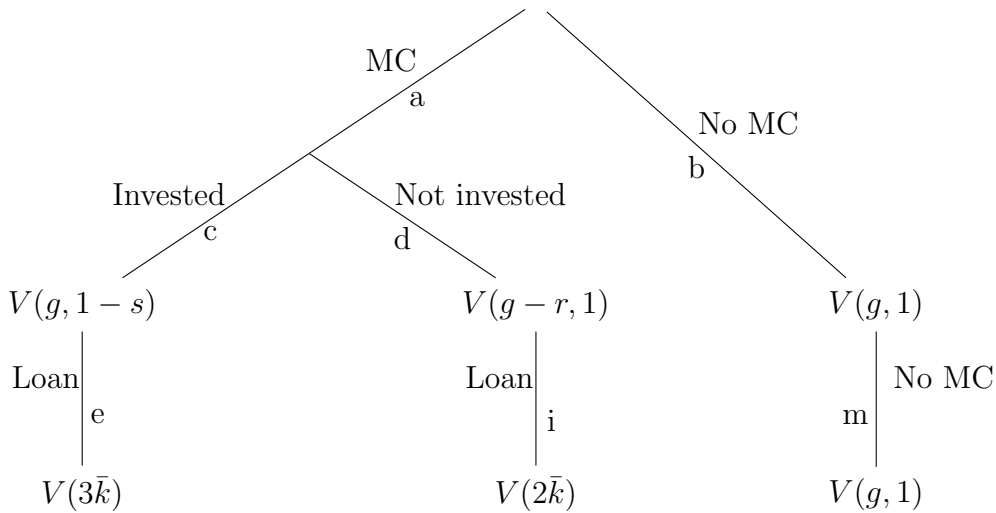 MC
a
No MC
b
Invested
Not invested
c
d
V(g, 1 − s)
V(g − r, 1)
V(g, 1)
Loan
Loan
No MC
e
i
m
V(3k̄)
V(2k̄)
V(g, 1)